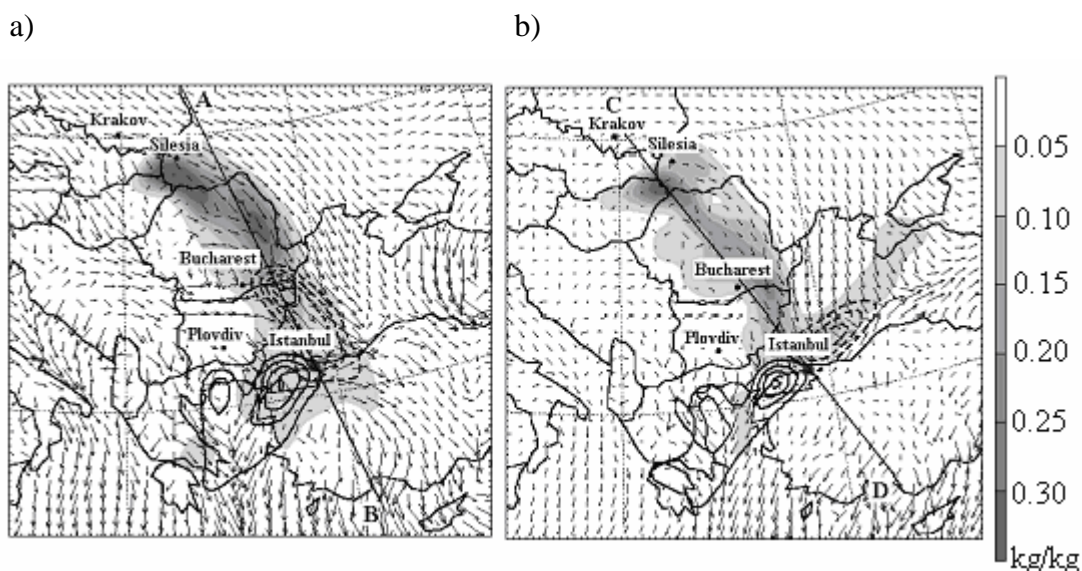 a)
b)
A
Krakov
Silesia
Bucharest
Plovdiv
Istanbul
B
C
Krakov
Silesia
Bucharest
Plovdiv
Istanbul
D
0.05
0.10
0.15
0.20
0.25
0.30
kg/kg